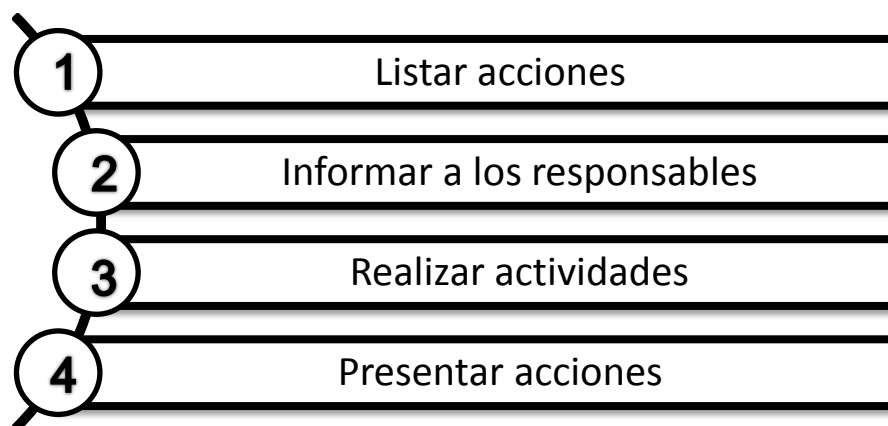 1 Listar acciones
2 Informar a los responsables
3 Realizar actividades
4 Presentar acciones